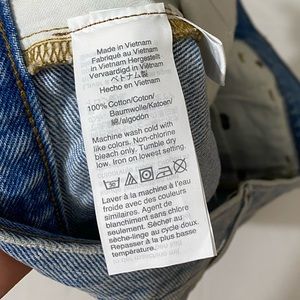 Made in Vietnam
Fabriqué au Vietnam
in Vietnam Hergestellt
Vervaardigd in Vietnam
ベトナム製
Hecho en Vietnam
100% Cotton/Coton/
Baumwolle/Katoen/
綿/algodón
Machine wash cold with
like colors. Non-chlorine
bleach only. Tumble dry
low. Iron on lowest setting.
Laver à la machine à l'eau
froide avec des couleurs
similaires. Agent de
blanchiment sans chlore
seulement. Sécher au
sèche-linge au cycle doux.
Repasser à la plus basse
température.